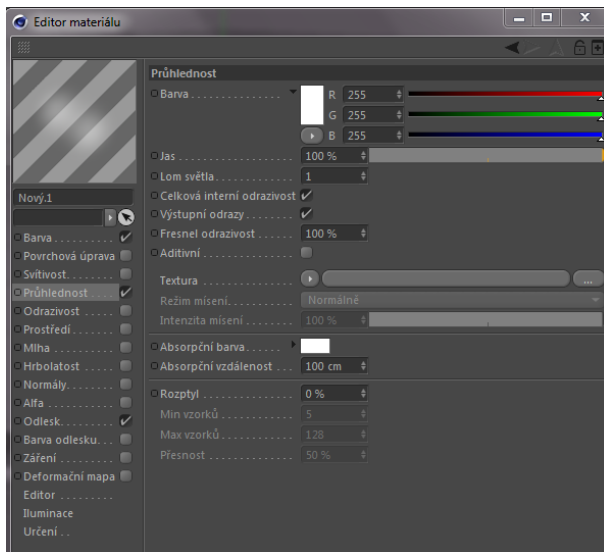 Editor materiálu
Průhlednost
Barva
R 255
G 255
B 255
Jas 100 %
Lom světla 1
Celková interní odrazivost
Výstupní odrazy
Fresnel odrazivost 100 %
Aditivní
Textura ...
Režim mísení Normálně
Intenzita mísení 100 %
Absorpční barva
Absorpční vzdálenost 100 cm
Rozptyl 0 %
Min vzorků 5
Max vzorků 128
Přesnost 50 %
Nový.1
Barva
Povrchová úprava
Svítivost
Průhlednost
Odrazivost
Prostředí
Mlha
Hrbolatost
Normály
Alfa
Odlesk
Barva odlesku
Záření
Deformační mapa
Editor
Iluminace
Určení